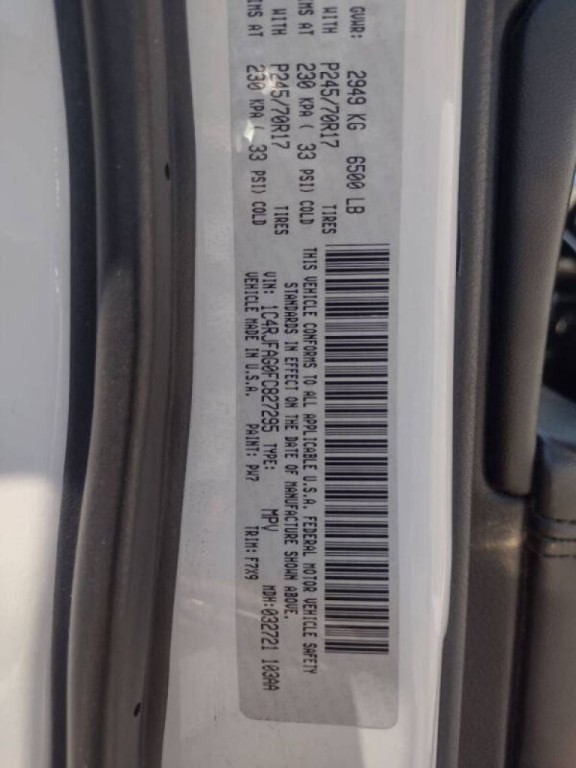 GVWR: 2949 KG 6500 LB
WITH P245/70R17 TIRES
IMS AT 230 KPA ( 33 PSI) COLD
WITH P245/70R17 TIRES
IMS AT 230 KPA ( 33 PSI) COLD
THIS VEHICLE CONFORMS TO ALL APPLICABLE U.S.A. FEDERAL MOTOR VEHICLE SAFETY
STANDARDS IN EFFECT ON THE DATE OF MANUFACTURE SHOWN ABOVE.
VIN: 1C4RJFAG0FC827295 TYPE: MPV MDH:032721 103AA
VEHICLE MADE IN U.S.A. PAINT: PW7 TRIM: F7X9